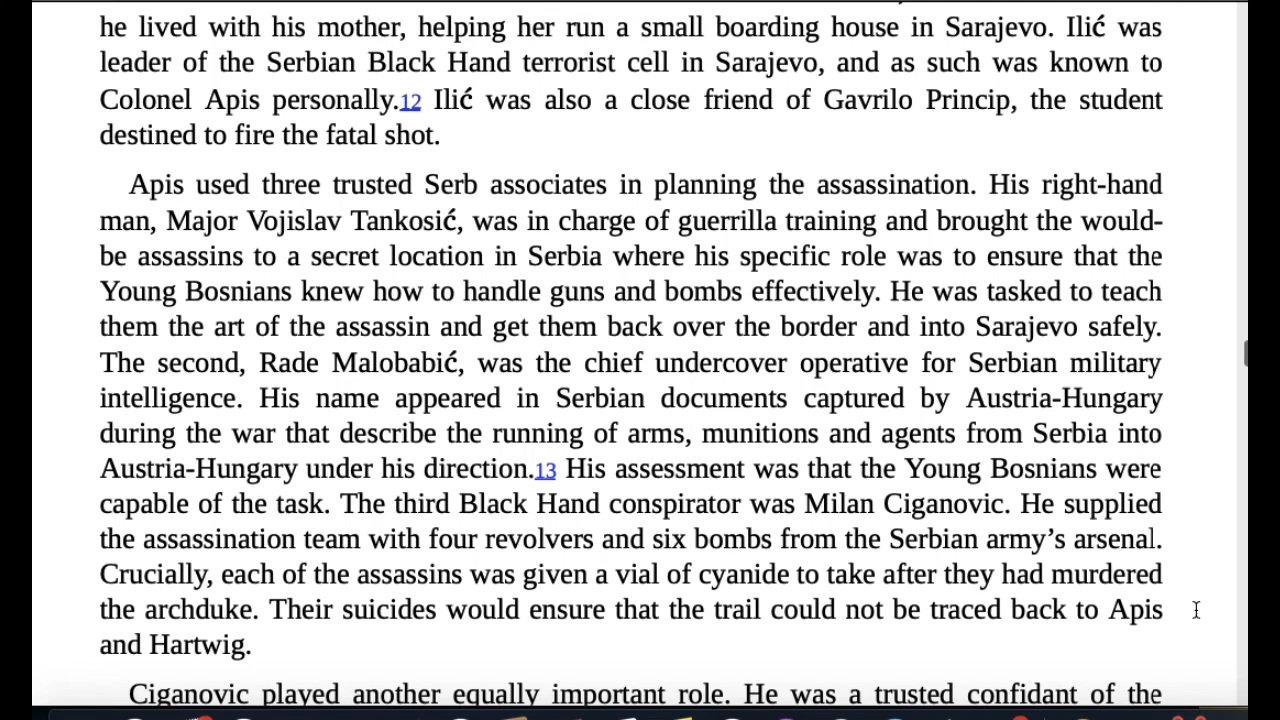 he lived with his mother, helping her run a small boarding house in Sarajevo. Ilić was
leader of the Serbian Black Hand terrorist cell in Sarajevo, and as such was known to
Colonel Apis personally.12 Ilić was also a close friend of Gavrilo Princip, the student
destined to fire the fatal shot.
Apis used three trusted Serb associates in planning the assassination. His right-hand
man, Major Vojislav Tankosić, was in charge of guerrilla training and brought the would-
be assassins to a secret location in Serbia where his specific role was to ensure that the
Young Bosnians knew how to handle guns and bombs effectively. He was tasked to teach
them the art of the assassin and get them back over the border and into Sarajevo safely.
The second, Rade Malobabić, was the chief undercover operative for Serbian military
intelligence. His name appeared in Serbian documents captured by Austria-Hungary
during the war that describe the running of arms, munitions and agents from Serbia into
Austria-Hungary under his direction.13 His assessment was that the Young Bosnians were
capable of the task. The third Black Hand conspirator was Milan Ciganovic. He supplied
the assassination team with four revolvers and six bombs from the Serbian army’s arsenal.
Crucially, each of the assassins was given a vial of cyanide to take after they had murdered
the archduke. Their suicides would ensure that the trail could not be traced back to Apis
and Hartwig.
Ciganovic played another equally important role. He was a trusted confidant of the